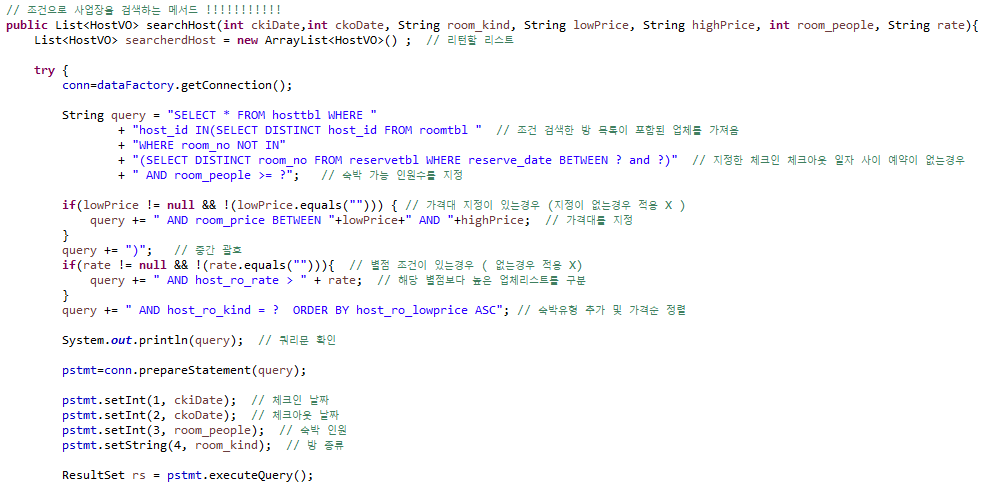 // 조건으로 사업장을 검색하는 메서드 !!!!!!!!!!!
public List<HostVO> searchHost(int ckiDate,int ckoDate, String room_kind, String lowPrice, String highPrice, int room_people, String rate){
List<HostVO> searcherdHost = new ArrayList<HostVO>() ; // 리턴할 리스트
try {
conn=dataFactory.getConnection();
String query = "SELECT * FROM hosttbl WHERE "
+ "host_id IN(SELECT DISTINCT host_id FROM roomtbl " // 조건 검색한 방 목록이 포함된 업체를 가져옴
+ "WHERE room_no NOT IN"
+ "(SELECT DISTINCT room_no FROM reservetbl WHERE reserve_date BETWEEN ? and ?)" // 지정한 체크인 체크아웃 일자 사이 예약이 없는경우
+ " AND room_people >= ?"; // 숙박 가능 인원수를 지정
if(lowPrice != null && !(lowPrice.equals(""))) { // 가격대 지정이 있는경우 (지정이 없는경우 적용 X )
query += " AND room_price BETWEEN "+lowPrice+" AND "+highPrice; // 가격대를 지정
}
query += ")"; // 중간 괄호
if(rate != null && !(rate.equals(""))){ // 별점 조건이 있는경우 ( 없는경우 적용 X)
query += " AND host_ro_rate > " + rate; // 해당 별점보다 높은 업체리스트를 구분
}
query += " AND host_ro_kind = ?  ORDER BY host_ro_lowprice ASC"; // 숙박유형 추가 및 가격순 정렬
System.out.println(query); // 쿼리문 확인
pstmt=conn.prepareStatement(query);
pstmt.setInt(1, ckiDate); // 체크인 날짜
pstmt.setInt(2, ckoDate); // 체크아웃 날짜
pstmt.setInt(3, room_people); // 숙박 인원
pstmt.setString(4, room_kind); // 방 종류
ResultSet rs = pstmt.executeQuery();